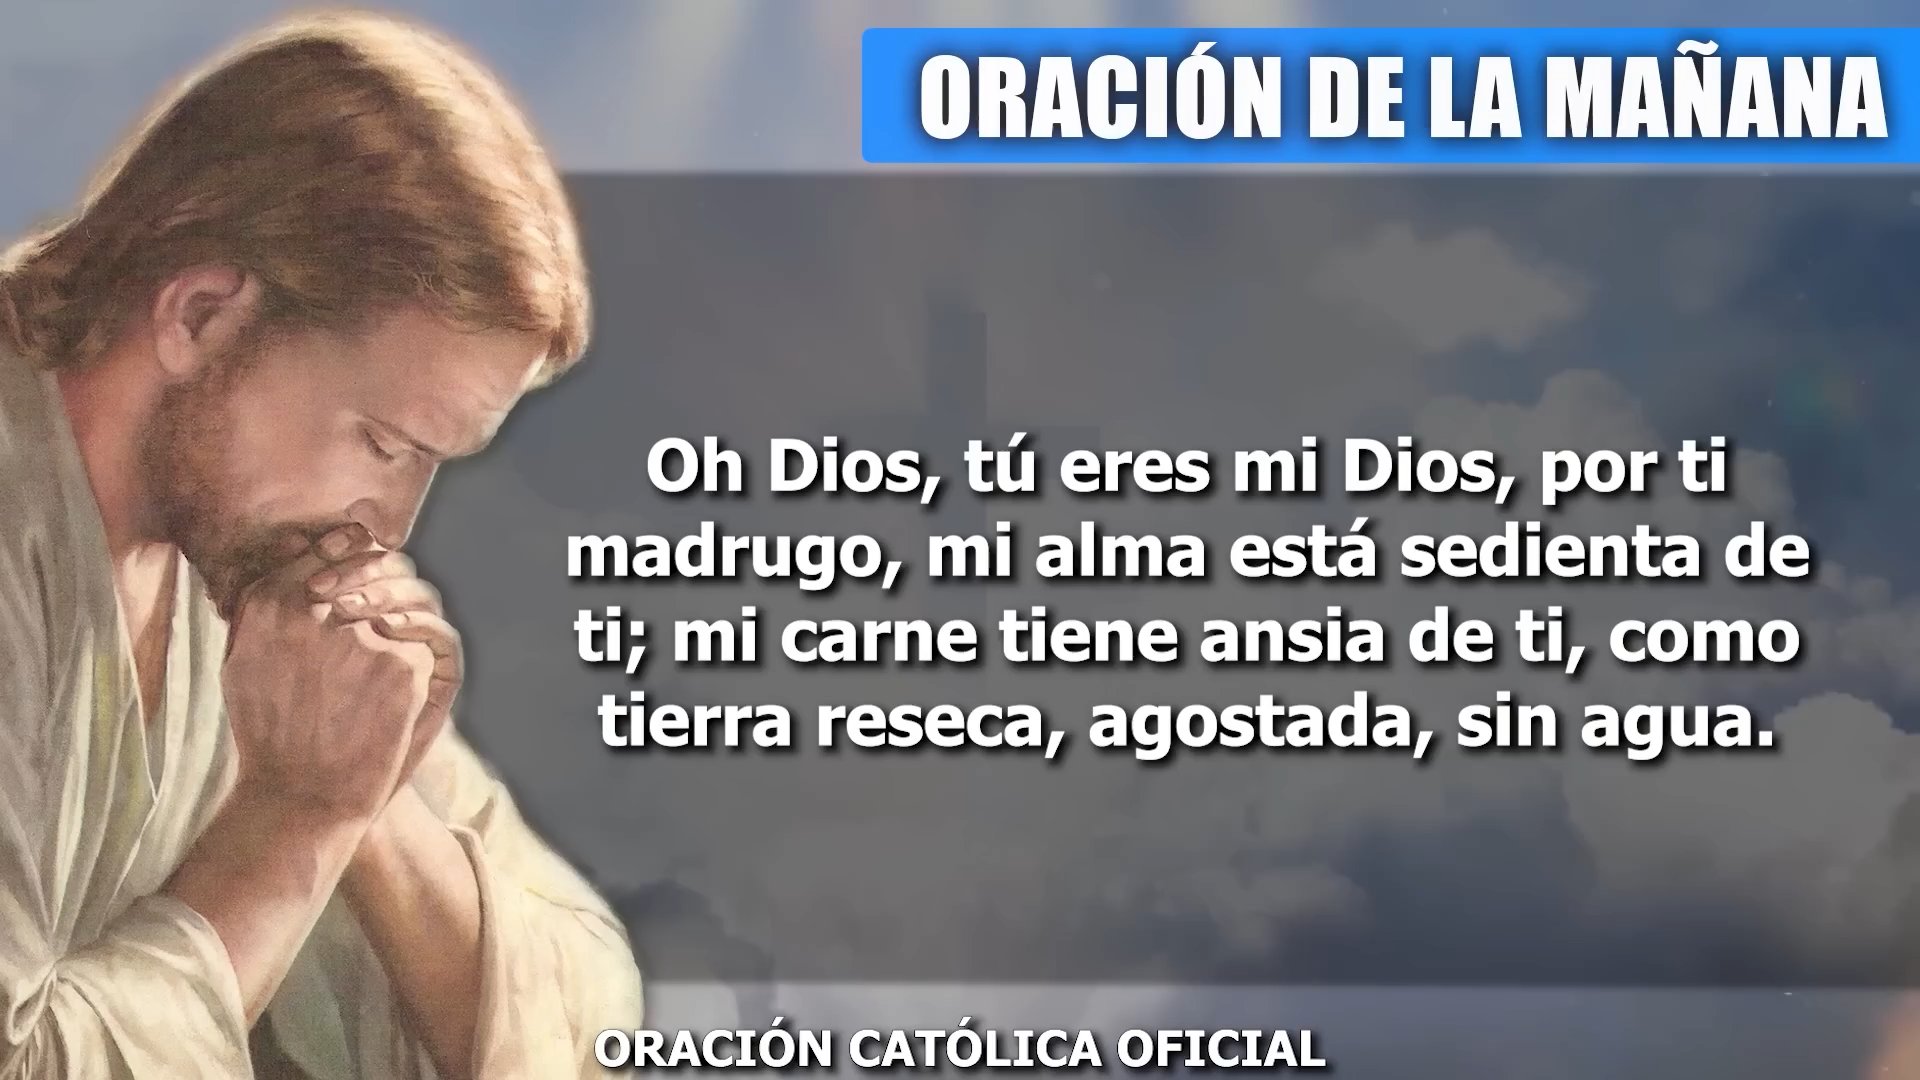 ORACIÓN DE LA MAÑANA
Oh Dios, tú eres mi Dios, por ti
madrugo, mi alma está sedienta de
ti; mi carne tiene ansia de ti, como
tierra reseca, agostada, sin agua.
ORACIÓN CATÓLICA OFICIAL